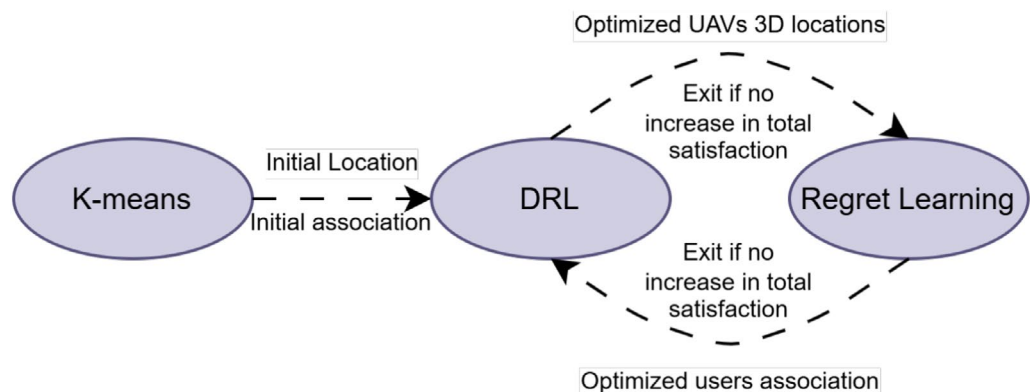 Optimized UAVs 3D locations
Exit if no
increase in total
satisfaction
Initial Location
K-means
DRL
Regret Learning
Initial association
Exit if no
increase in total
satisfaction
Optimized users association